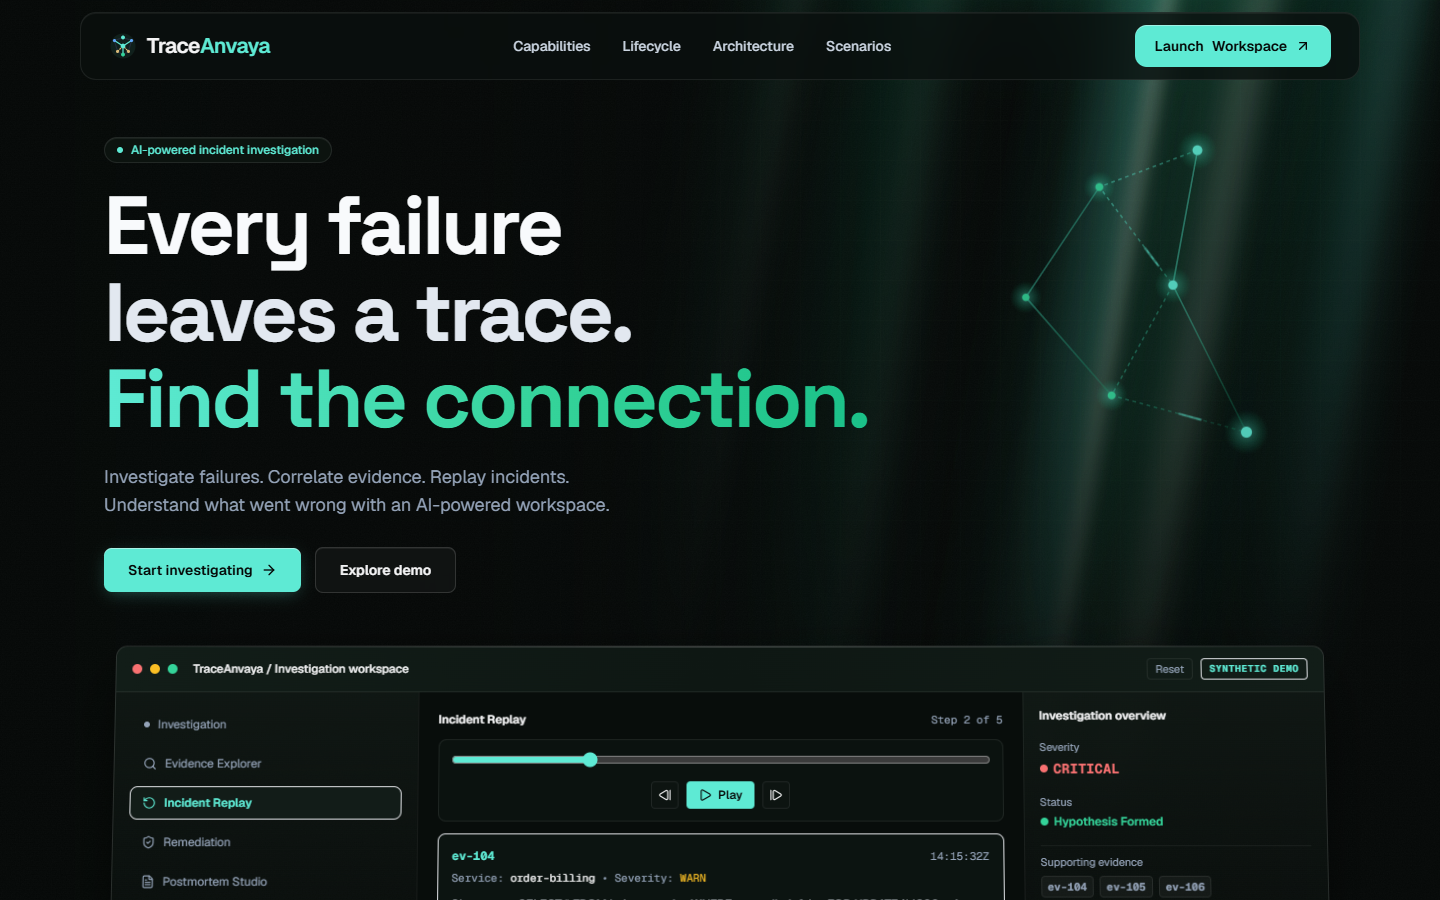 TraceAnvaya
Capabilities
Lifecycle
Architecture
Scenarios
Launch Workspace
AI-powered incident investigation
Every failure
leaves a trace.
Find the connection.
Investigate failures. Correlate evidence. Replay incidents.
Understand what went wrong with an AI-powered workspace.
Start investigating
Explore demo
TraceAnvaya / Investigation workspace
Reset
SYNTHETIC DEMO
Investigation
Evidence Explorer
Incident Replay
Remediation
Postmortem Studio
Incident Replay
Step 2 of 5
Play
ev-104
14:15:32Z
Service: order-billing • Severity: WARN
Investigation overview
Severity
CRITICAL
Status
Hypothesis Formed
Supporting evidence
ev-104
ev-105
ev-106